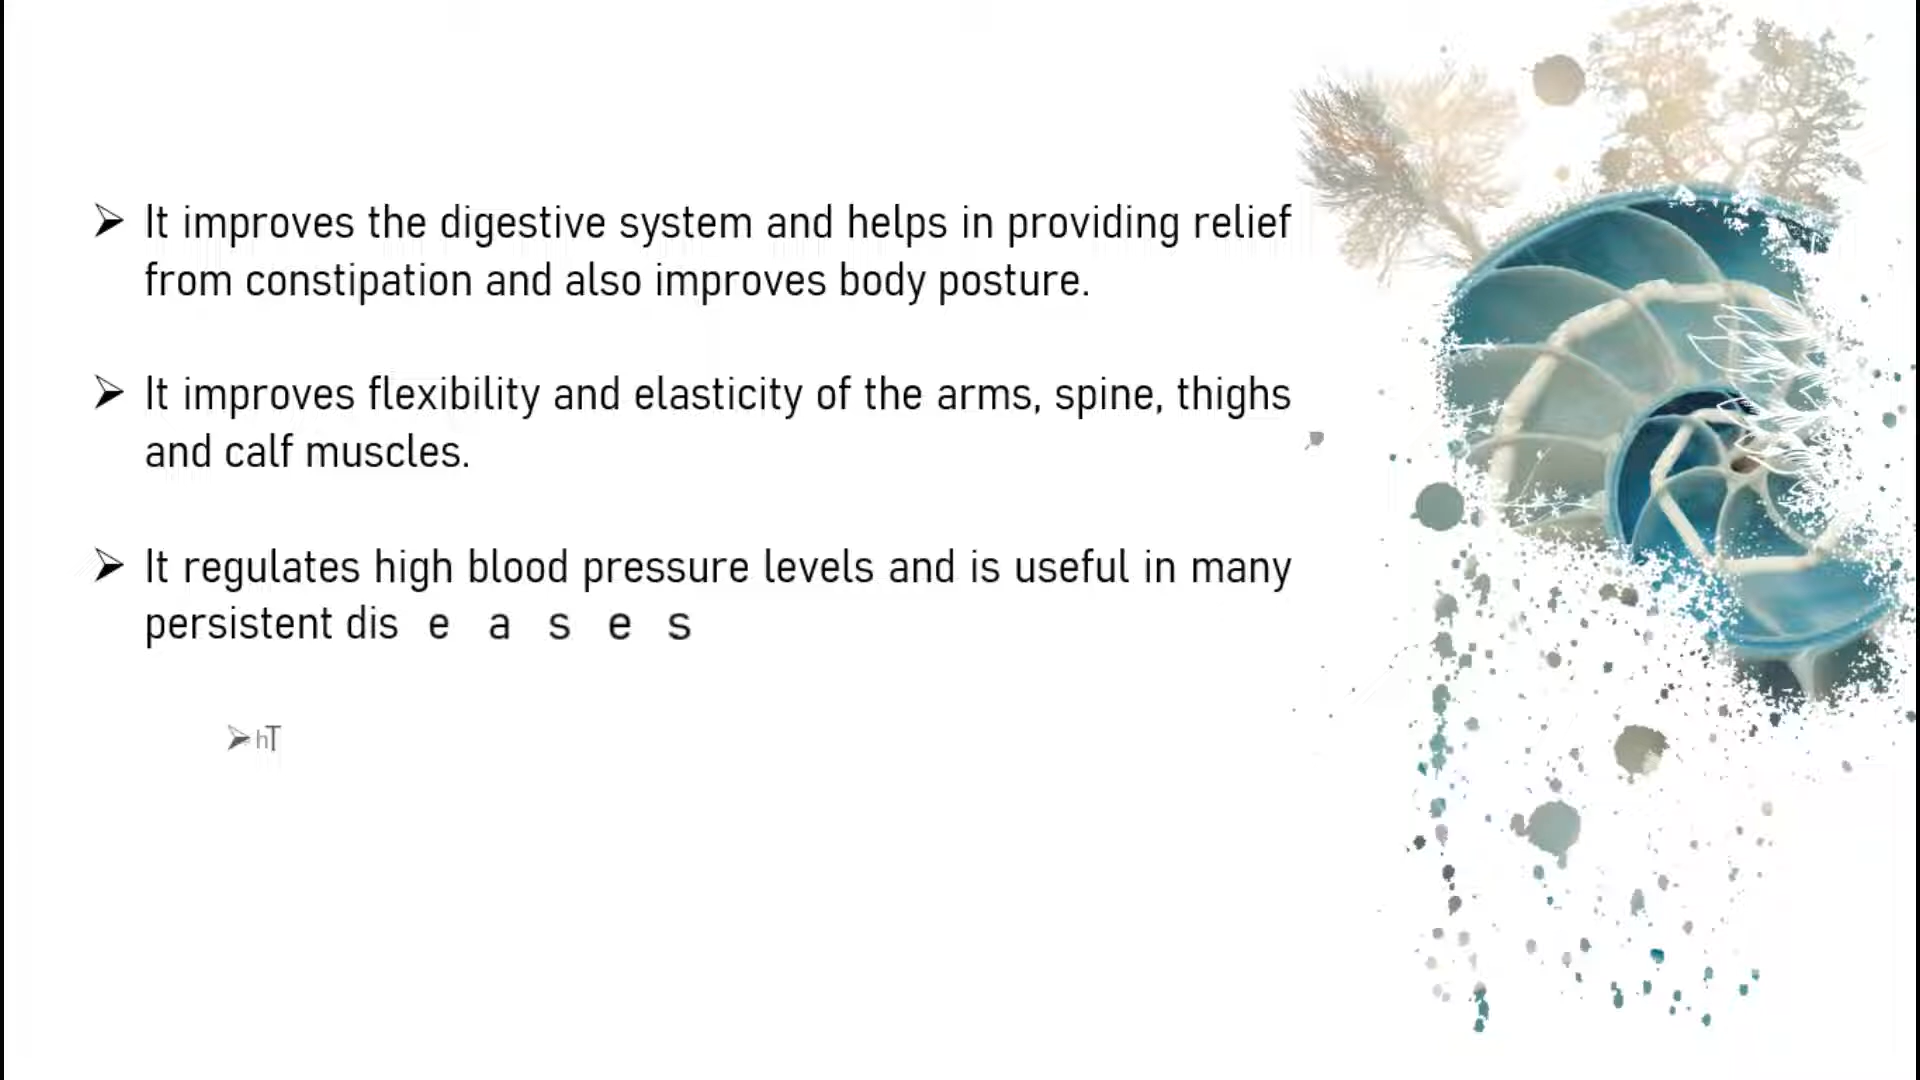 ➢ It improves the digestive system and helps in providing relief
from constipation and also improves body posture.
➢ It improves flexibility and elasticity of the arms, spine, thighs
and calf muscles.
➢ It regulates high blood pressure levels and is useful in many
persistent dis e a s e s